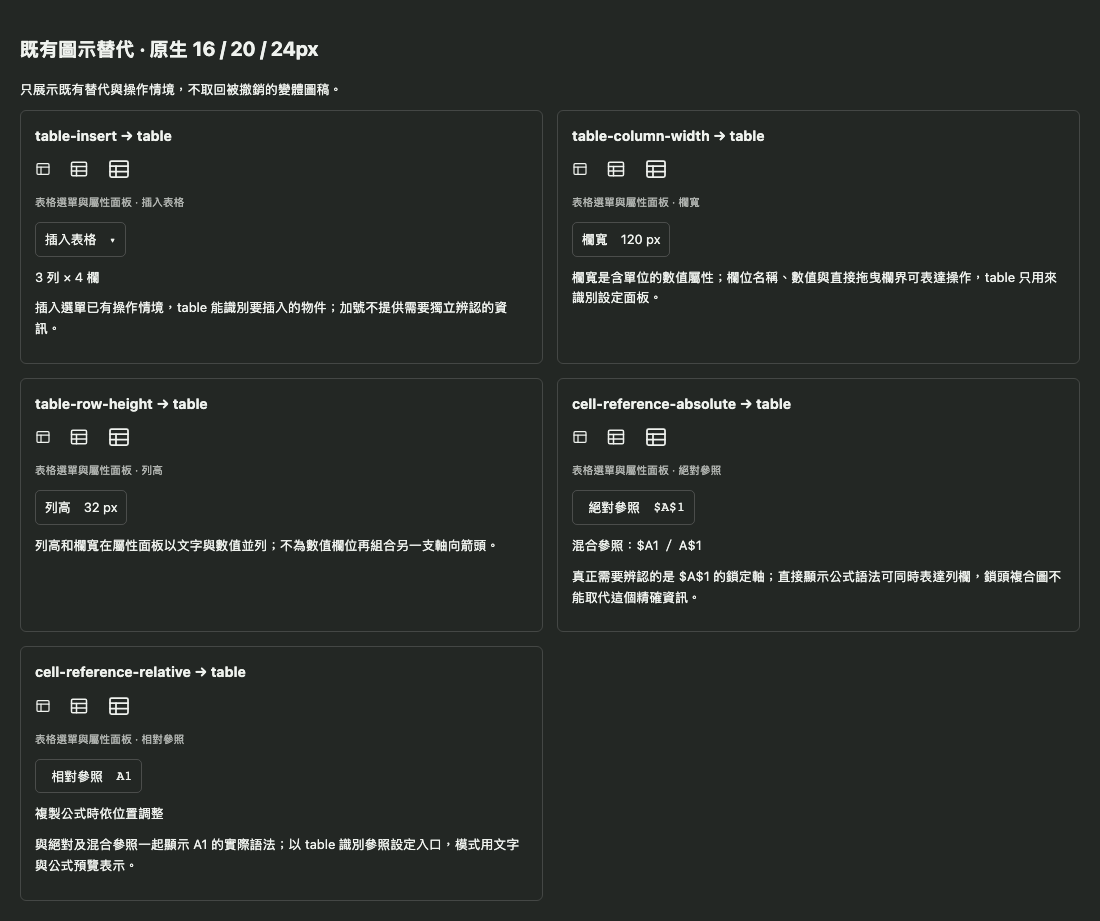 既有圖示替代 · 原生 16 / 20 / 24px
只展示既有替代與操作情境，不取回被撤銷的變體圖稿。
table-insert → table
表格選單與屬性面板 · 插入表格
插入表格 ▾
3 列 × 4 欄
插入選單已有操作情境，table 能識別要插入的物件；加號不提供需要獨立辨認的資
訊。
table-column-width → table
表格選單與屬性面板 · 欄寬
欄寬 120 px
欄寬是含單位的數值屬性；欄位名稱、數值與直接拖曳欄界可表達操作，table 只用來
識別設定面板。
table-row-height → table
表格選單與屬性面板 · 列高
列高 32 px
列高和欄寬在屬性面板以文字與數值並列；不為數值欄位再組合另一支軸向箭頭。
cell-reference-absolute → table
表格選單與屬性面板 · 絕對參照
絕對參照 $A$1
混合參照：$A1 / A$1
真正需要辨認的是 $A$1 的鎖定軸；直接顯示公式語法可同時表達列欄，鎖頭複合圖不
能取代這個精確資訊。
cell-reference-relative → table
表格選單與屬性面板 · 相對參照
相對參照 A1
複製公式時依位置調整
與絕對及混合參照一起顯示 A1 的實際語法；以 table 識別參照設定入口，模式用文字
與公式預覽表示。